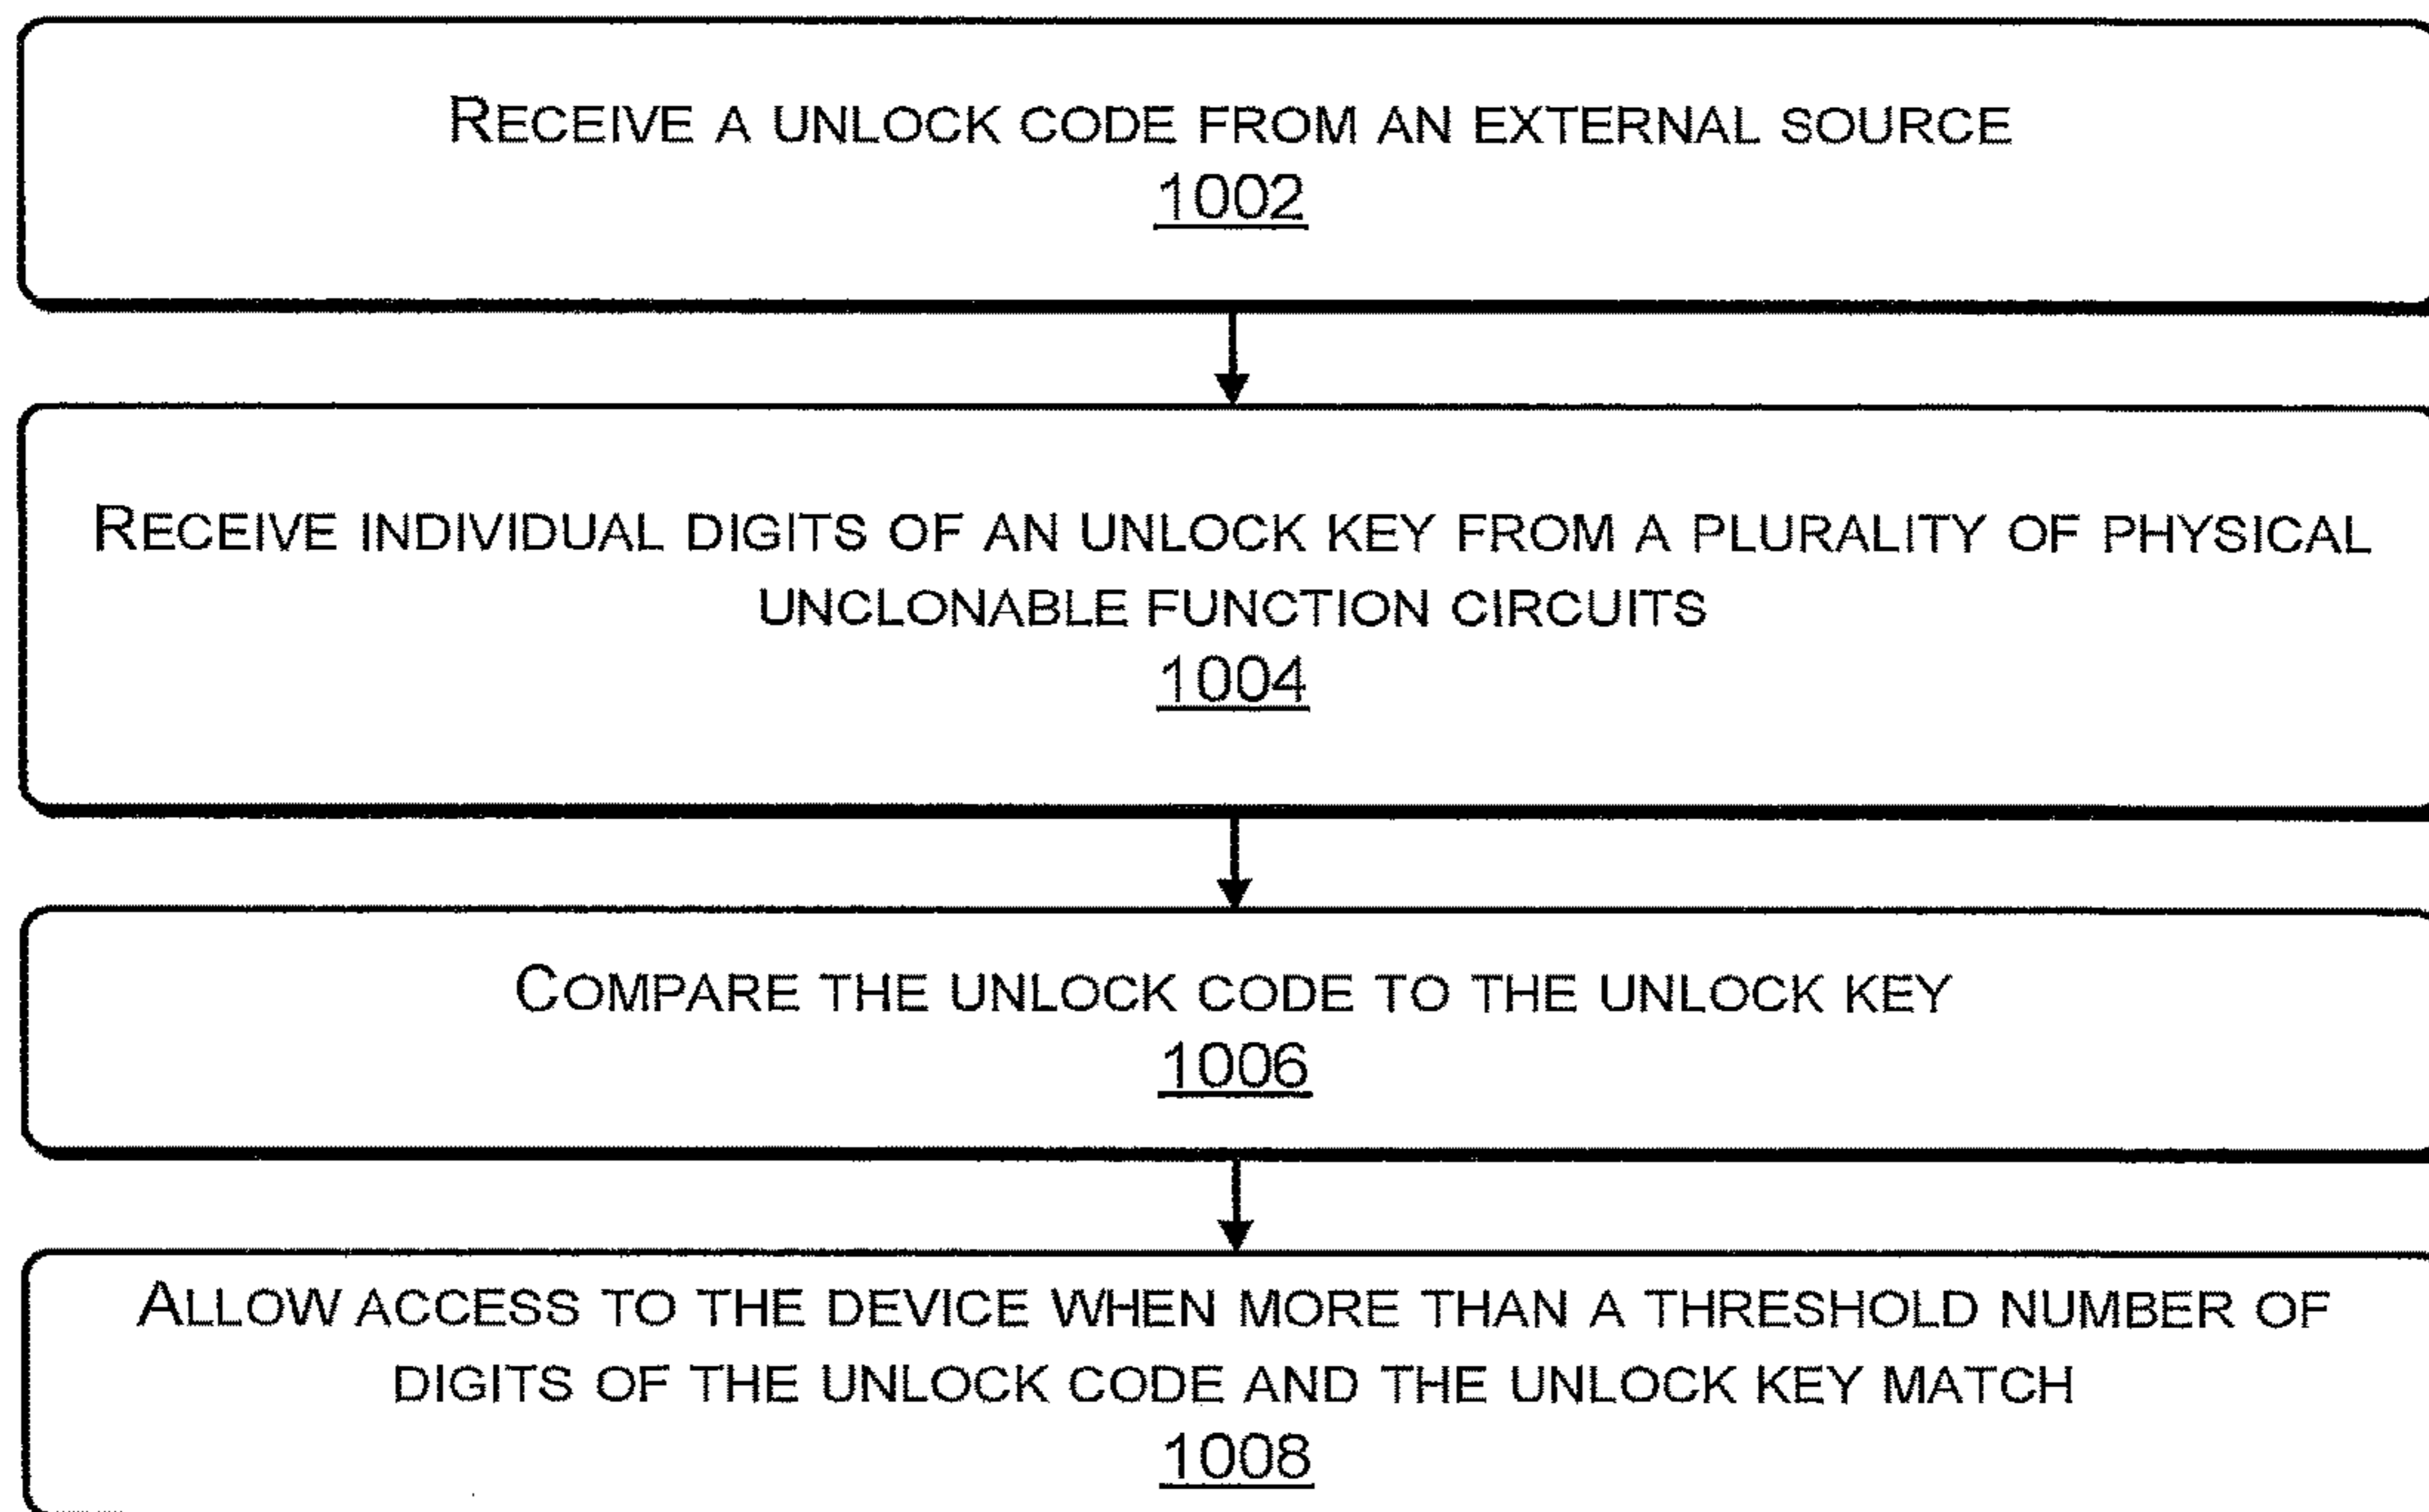 RECEIVE A UNLOCK CODE FROM AN EXTERNAL SOURCE
1002
RECEIVE INDIVIDUAL DIGITS OF AN UNLOCK KEY FROM A PLURALITY OF PHYSICAL
UNCLONABLE FUNCTION CIRCUITS
1004
COMPARE THE UNLOCK CODE TO THE UNLOCK KEY
1006
ALLOW ACCESS TO THE DEVICE WHEN MORE THAN A THRESHOLD NUMBER OF
DIGITS OF THE UNLOCK CODE AND THE UNLOCK KEY MATCH
1008